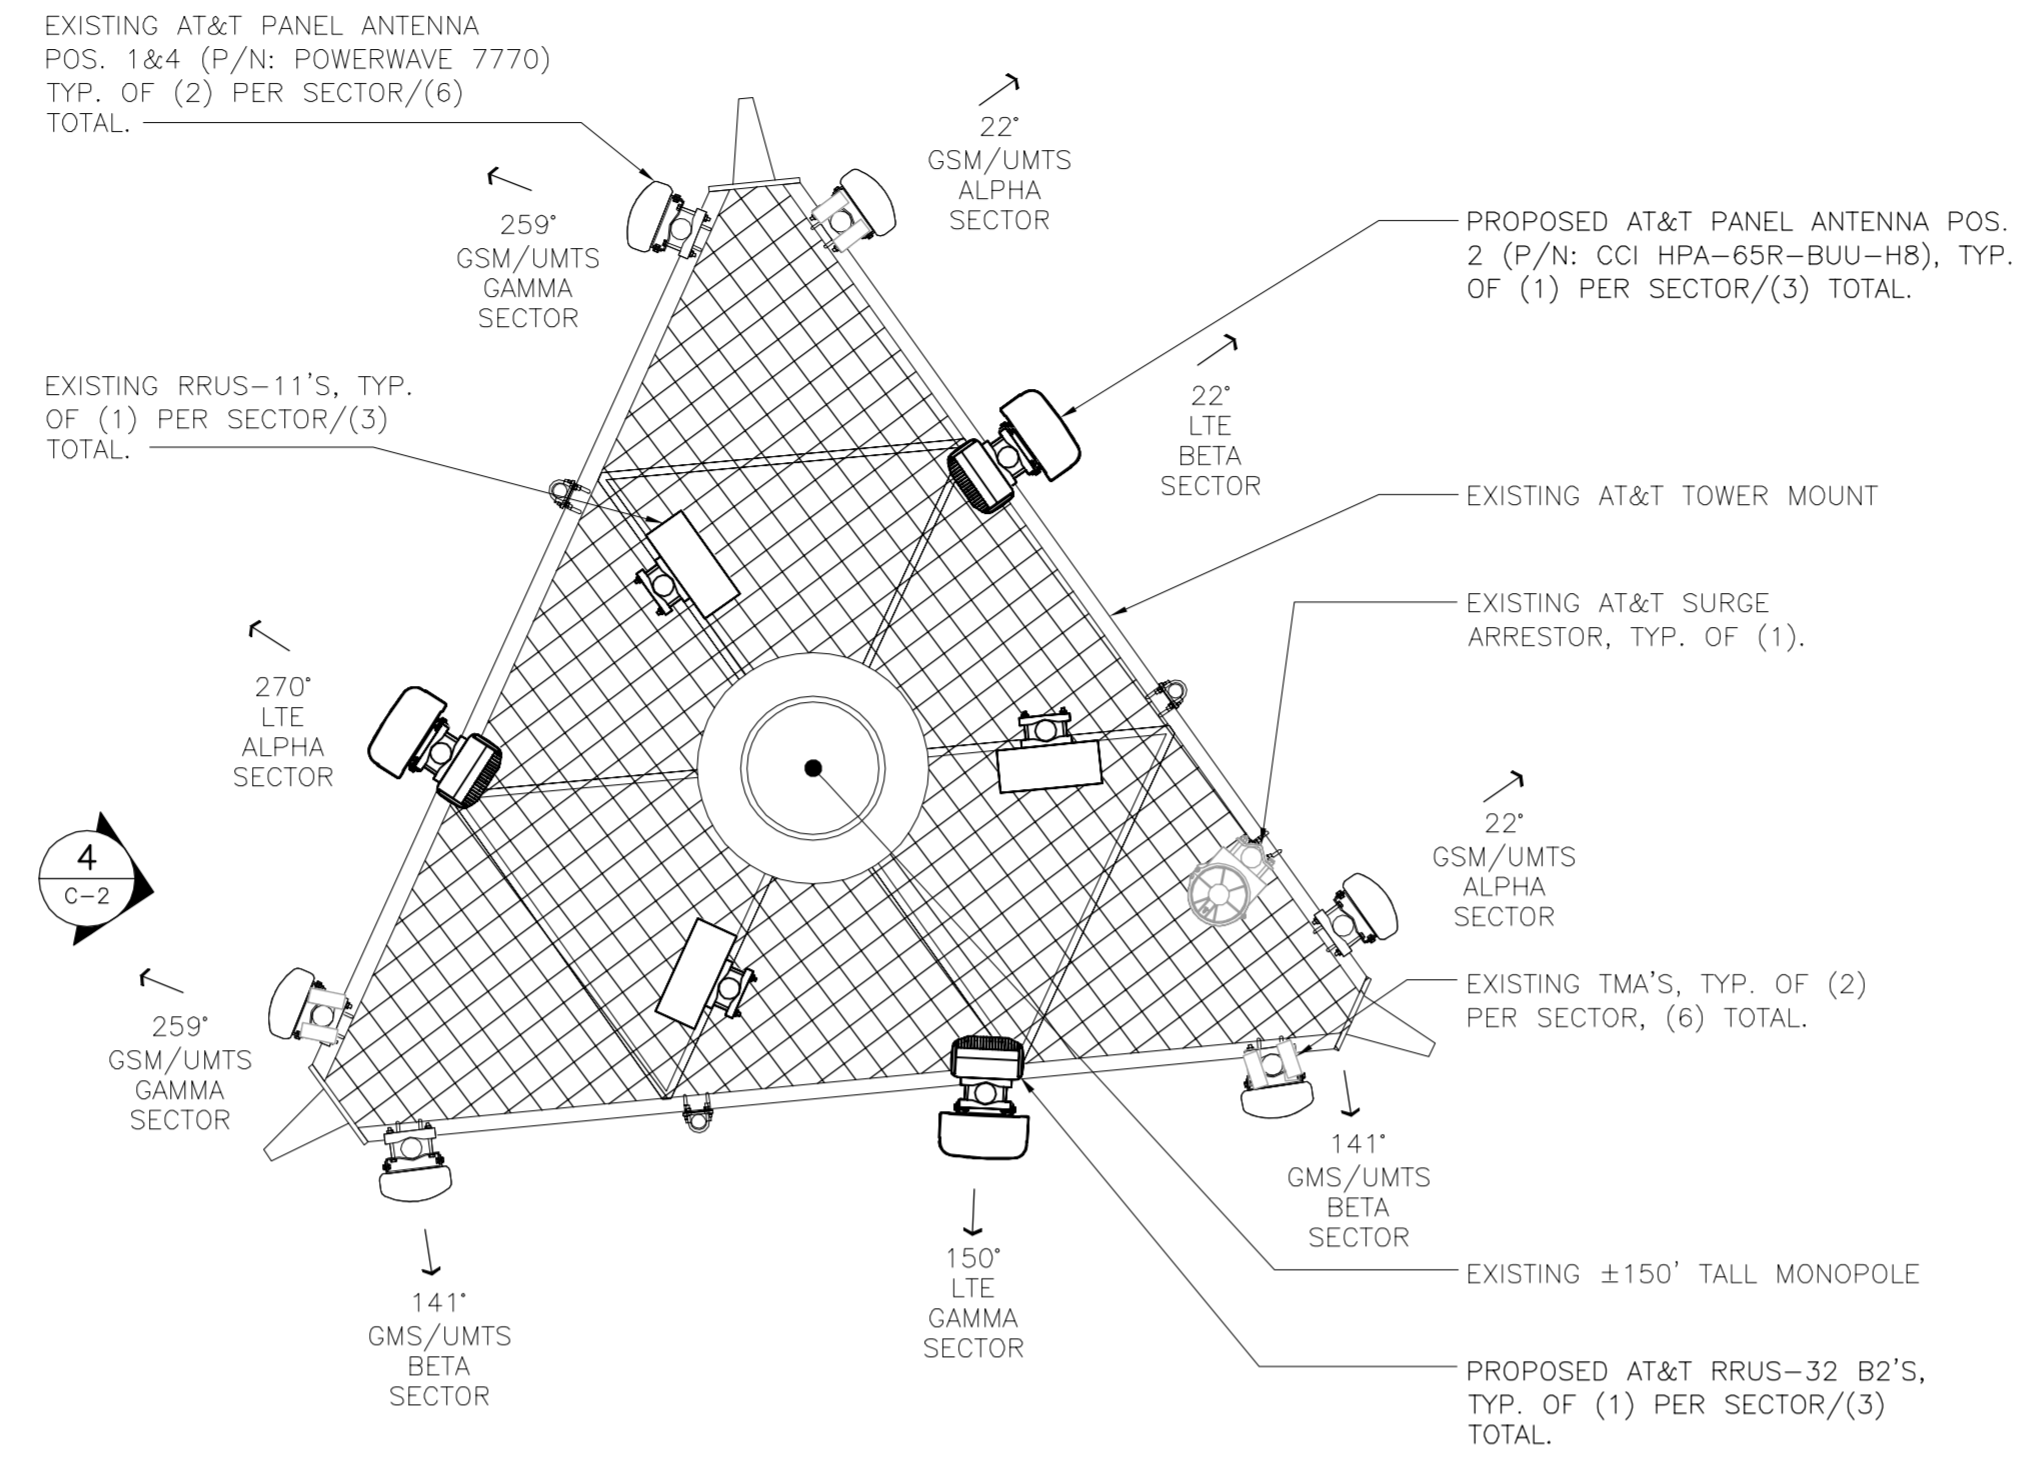 EXISTING AT&T PANEL ANTENNA
POS. 1&4 (P/N: POWERWAVE 7770)
TYP. OF (2) PER SECTOR/(6)
TOTAL.
22°
GSM/UMTS
ALPHA
SECTOR
259°
GSM/UMTS
GAMMA
SECTOR
PROPOSED AT&T PANEL ANTENNA POS.
2 (P/N: CCI HPA-65R-BUU-H8), TYP.
OF (1) PER SECTOR/(3) TOTAL.
EXISTING RRUS-11'S, TYP.
OF (1) PER SECTOR/(3)
TOTAL.
22°
LTE
BETA
SECTOR
EXISTING AT&T TOWER MOUNT
EXISTING AT&T SURGE
ARRESTOR, TYP. OF (1).
270°
LTE
ALPHA
SECTOR
4
C-2
22°
GSM/UMTS
ALPHA
SECTOR
EXISTING TMA'S, TYP. OF (2)
PER SECTOR, (6) TOTAL.
259°
GSM/UMTS
GAMMA
SECTOR
141°
GMS/UMTS
BETA
SECTOR
150°
LTE
GAMMA
SECTOR
141°
GMS/UMTS
BETA
SECTOR
EXISTING ±150' TALL MONOPOLE
PROPOSED AT&T RRUS-32 B2'S,
TYP. OF (1) PER SECTOR/(3)
TOTAL.